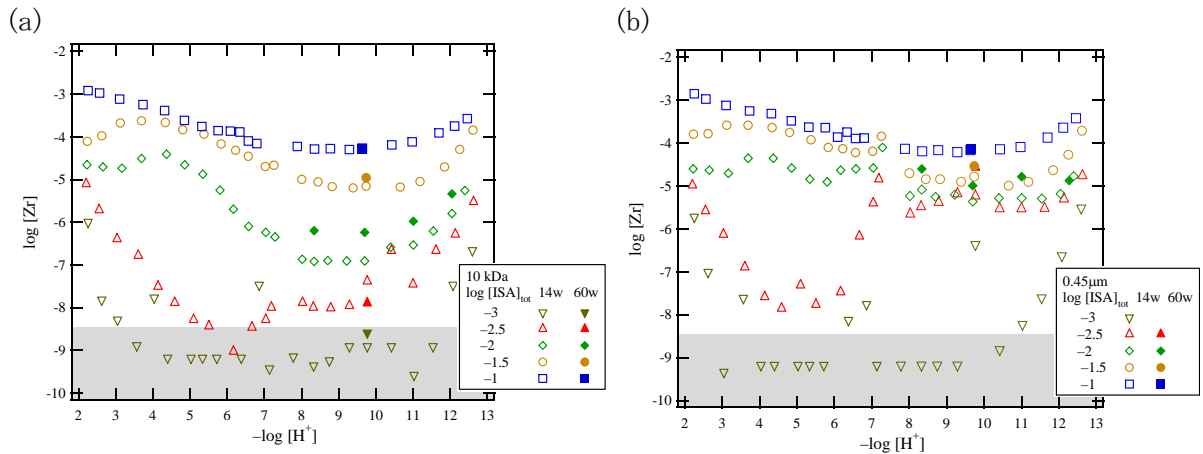 (a)
-2
-3
-4
-5
-6
-7
-8
-9
-10
log [Zr]
2 3 4 5 6 7 8 9 10 11 12 13
−log [H⁺]
10 kDa
log [ISA]tot 14w 60w
−3
−2.5
−2
−1.5
−1
(b)
-2
-3
-4
-5
-6
-7
-8
-9
-10
log [Zr]
2 3 4 5 6 7 8 9 10 11 12 13
−log [H⁺]
0.45μm
log [ISA]tot 14w 60w
−3
−2.5
−2
−1.5
−1